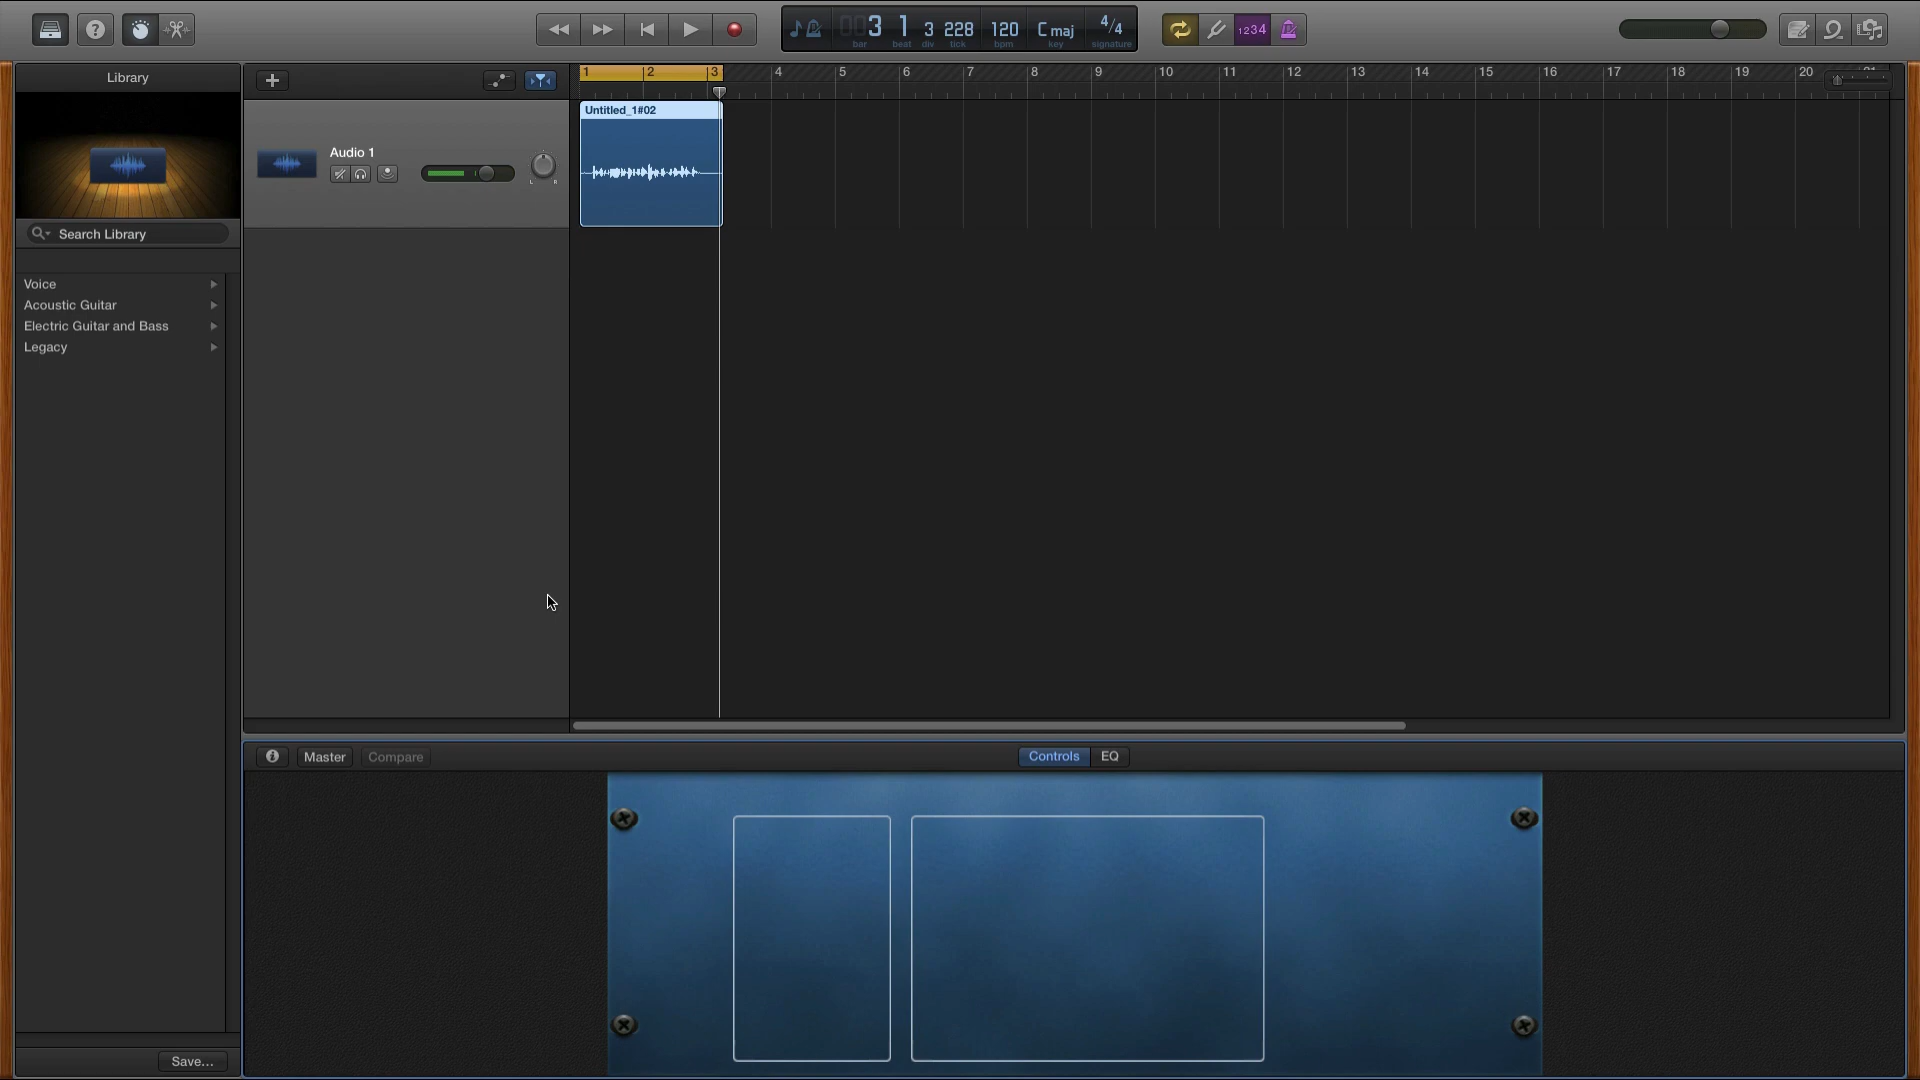 3 1 3 228 120 C maj 4/4
bar beat div tick bpm key signature
1234
Library
1 2 3 4 5 6 7 8 9 10 11 12 13 14 15 16 17 18 19 20 21
Untitled_1#02
Audio 1
L R
Search Library
Voice
Acoustic Guitar
Electric Guitar and Bass
Legacy
Master Compare Controls EQ
Save...